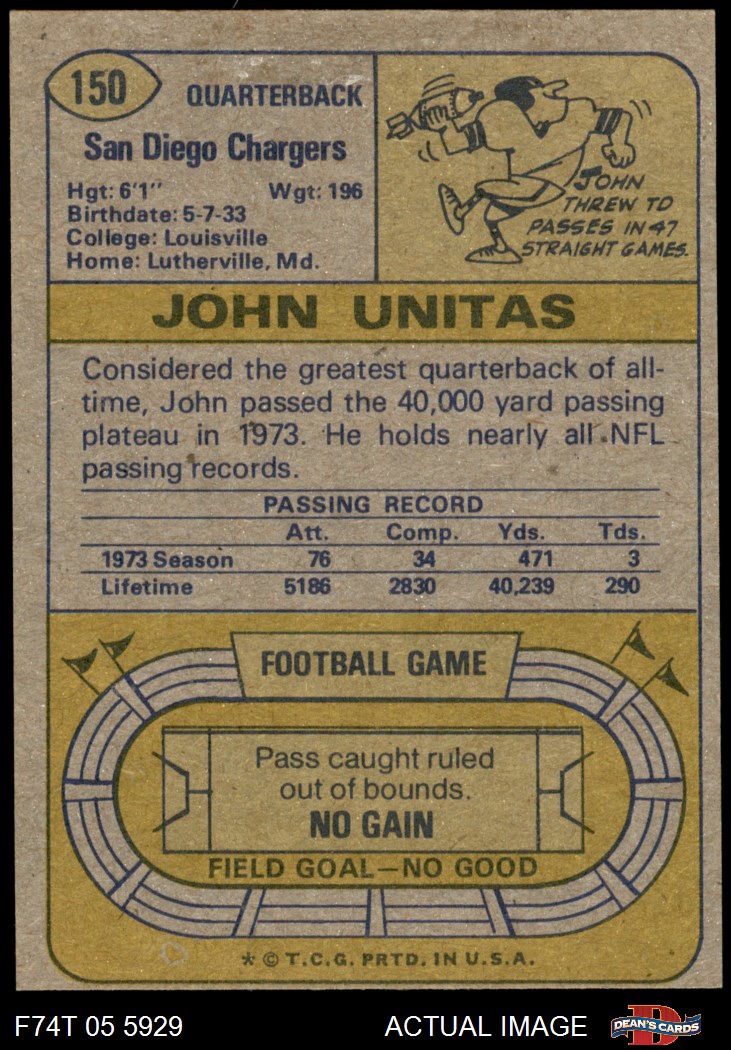 150
QUARTERBACK
San Diego Chargers
Hgt: 6'1" Wgt: 196
Birthdate: 5-7-33
College: Louisville
Home: Lutherville, Md.
JOHN
THREW TD
PASSES IN 47
STRAIGHT GAMES.
JOHN UNITAS
Considered the greatest quarterback of all-
time, John passed the 40,000 yard passing
plateau in 1973. He holds nearly all NFL
passing records.
PASSING RECORD
Att. Comp. Yds. Tds.
1973 Season 76 34 471 3
Lifetime 5186 2830 40,239 290
FOOTBALL GAME
Pass caught ruled
out of bounds.
NO GAIN
FIELD GOAL—NO GOOD
* © T.C.G. PRTD. IN U.S.A.
F74T 05 5929 ACTUAL IMAGE
D
DEAN'S CARDS